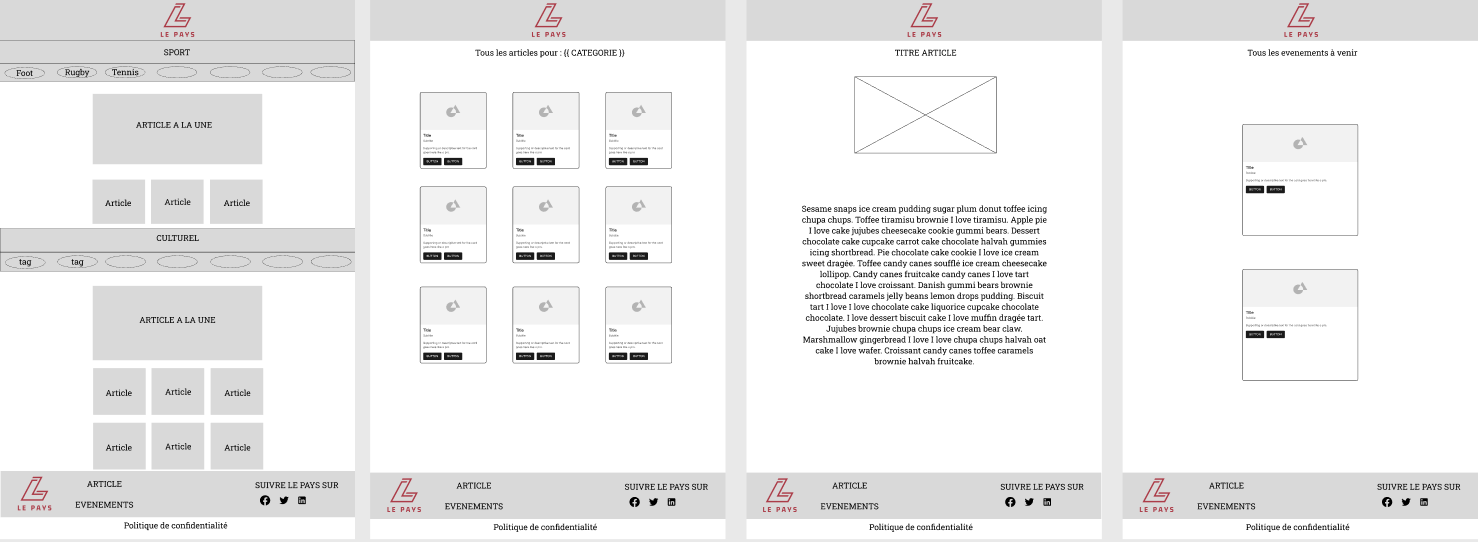 LE PAYS
SPORT
Foot Rugby Tennis
ARTICLE A LA UNE
Article Article Article
CULTUREL
tag tag
ARTICLE A LA UNE
Article Article Article
Article Article Article
LE PAYS
ARTICLE
EVENEMENTS
SUIVRE LE PAYS SUR
Politique de confidentialité
LE PAYS
Tous les articles pour : {{ CATEGORIE }}
Title Title Title
BUTTON BUTTON BUTTON BUTTON BUTTON BUTTON
Title Title Title
BUTTON BUTTON BUTTON BUTTON BUTTON BUTTON
Title Title Title
BUTTON BUTTON BUTTON BUTTON BUTTON BUTTON
LE PAYS
ARTICLE
EVENEMENTS
SUIVRE LE PAYS SUR
Politique de confidentialité
LE PAYS
TITRE ARTICLE
Sesame snaps ice cream pudding sugar plum donut toffee icing
chupa chups. Toffee tiramisu brownie I love tiramisu. Apple pie
I love cake jujubes cheesecake cookie gummi bears. Dessert
chocolate cake cupcake carrot cake chocolate halvah gummies
icing shortbread. Pie chocolate cake cookie I love ice cream
sweet dragée. Toffee candy canes soufflé ice cream cheesecake
lollipop. Candy canes fruitcake candy canes I love tart
chocolate I love croissant. Danish gummi bears brownie
shortbread caramels jelly beans lemon drops pudding. Biscuit
tart I love I love chocolate cake liquorice cupcake chocolate
chocolate. I love dessert biscuit cake I love muffin dragée tart.
Jujubes brownie chupa chups ice cream bear claw.
Marshmallow gingerbread I love I love chupa chups halvah oat
cake I love wafer. Croissant candy canes toffee caramels
brownie halvah fruitcake.
LE PAYS
ARTICLE
EVENEMENTS
SUIVRE LE PAYS SUR
Politique de confidentialité
LE PAYS
Tous les evenements à venir
Title
BUTTON BUTTON
Title
BUTTON BUTTON
LE PAYS
ARTICLE
EVENEMENTS
SUIVRE LE PAYS SUR
Politique de confidentialité